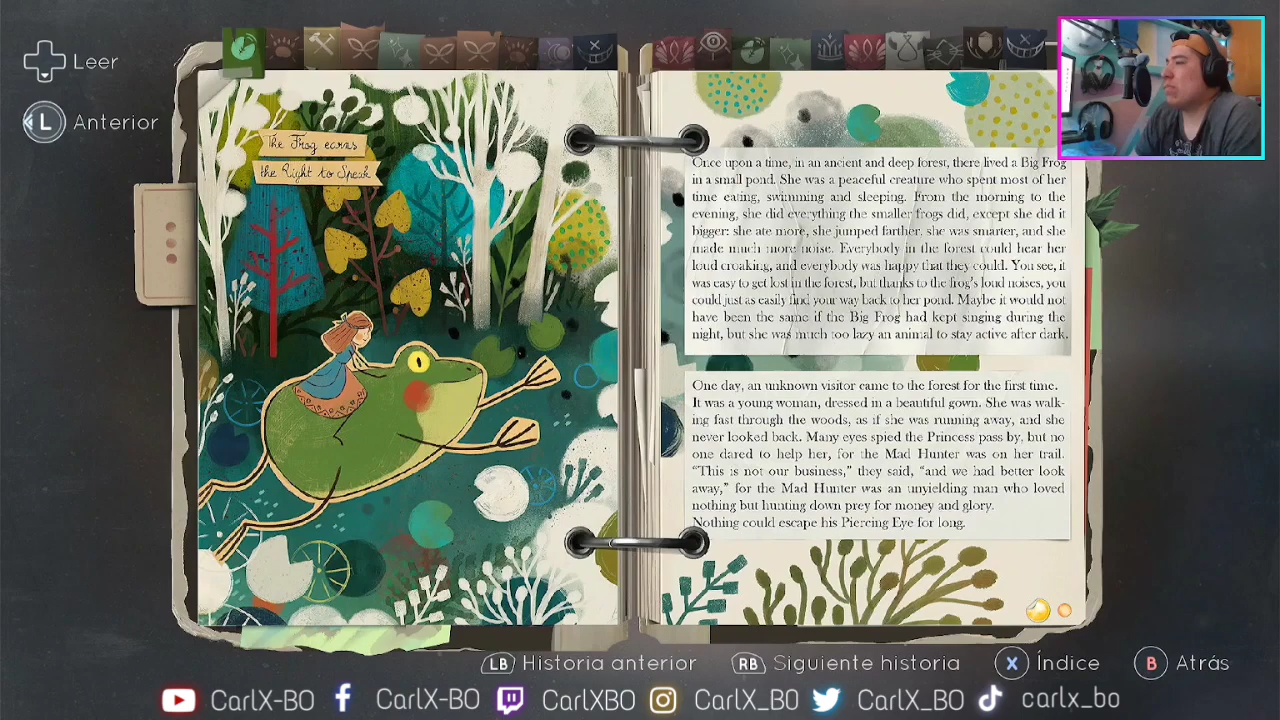 Leer
L Anterior
The Frog earns
the Right to Speak
Once upon a time, in an ancient and deep forest, there lived a Big Frog
in a small pond. She was a peaceful creature who spent most of her
time eating, swimming and sleeping. From the morning to the
evening, she did everything the smaller frogs did, except she did it
bigger: she ate more, she jumped farther, she was smarter, and she
made much more noise. Everybody in the forest could hear her
loud croaking, and everybody was happy that they could. You see, it
was easy to get lost in the forest, but thanks to the frog's loud noises, you
could just as easily find your way back to her pond. Maybe it would not
have been the same if the Big Frog had kept singing during the
night, but she was much too lazy an animal to stay active after dark.
One day, an unknown visitor came to the forest for the first time.
It was a young woman, dressed in a beautiful gown. She was walk-
ing fast through the woods, as if she was running away, and she
never looked back. Many eyes spied the Princess pass by, but no
one dared to help her, for the Mad Hunter was on her trail.
“This is not our business,” they said, “and we had better look
away,” for the Mad Hunter was an unyielding man who loved
nothing but hunting down prey for money and glory.
Nothing could escape his Piercing Eye for long.
LB Historia anterior RB Siguiente historia X Índice B Atrás
CarlX-BO CarlX-BO CarlXBO CarlX_BO CarlX_BO carlx_bo